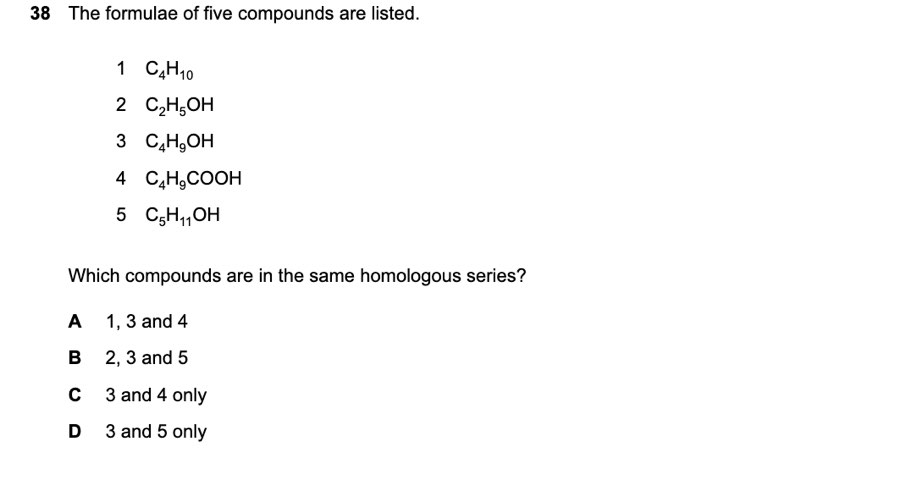 38 The formulae of five compounds are listed.
1 C₄H₁₀
2 C₂H₅OH
3 C₄H₉OH
4 C₄H₉COOH
5 C₅H₁₁OH
Which compounds are in the same homologous series?
A 1, 3 and 4
B 2, 3 and 5
C 3 and 4 only
D 3 and 5 only